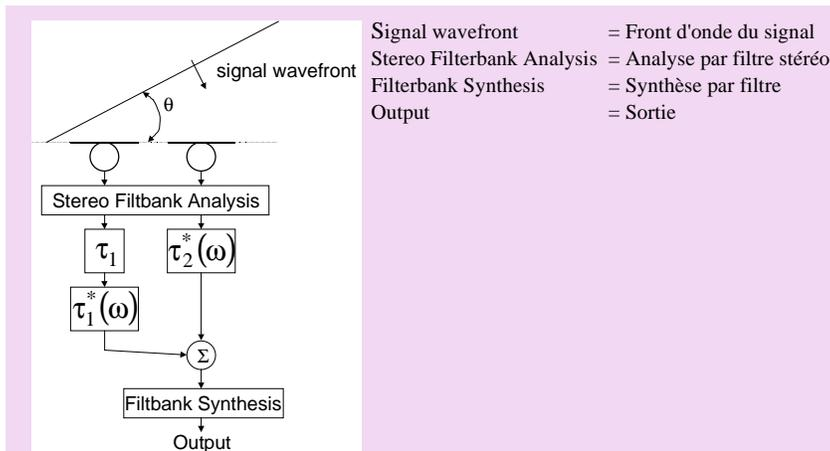 signal wavefront
θ
Stereo Filtbank Analysis
τ1
τ2*(ω)
τ1*(ω)
Σ
Filtbank Synthesis
Output
Signal wavefront = Front d'onde du signal
Stereo Filterbank Analysis = Analyse par filtre stéréo
Filterbank Synthesis = Synthèse par filtre
Output = Sortie